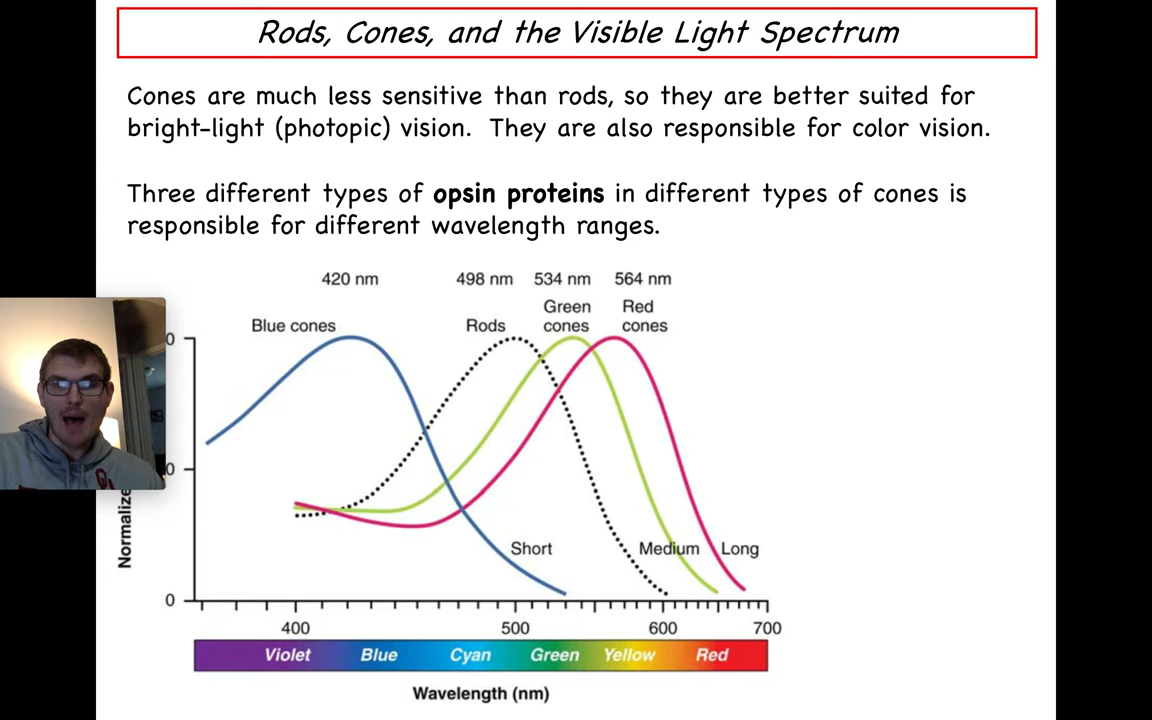 Rods, Cones, and the Visible Light Spectrum
Cones are much less sensitive than rods, so they are better suited for
bright-light (photopic) vision. They are also responsible for color vision.
Three different types of opsin proteins in different types of cones is
responsible for different wavelength ranges.
420 nm 498 nm 534 nm 564 nm
Blue cones Rods Green cones Red cones
0
0
Normalize
Short Medium Long
0
400 500 600 700
Violet Blue Cyan Green Yellow Red
Wavelength (nm)